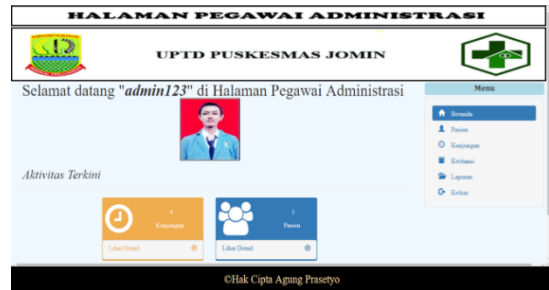 HALAMAN PEGAWAI ADMINISTRASI
UPTD PUSKESMAS JOMIN
Selamat datang "admin123" di Halaman Pegawai Administrasi
Menu
Beranda
Pasien
Kunjungan
Kwitansi
Laporan
Keluar
Aktivitas Terkini
Kunjungan
Lihat Detail
3
Pasien
Lihat Detail
©Hak Cipta Agung Prasetyo